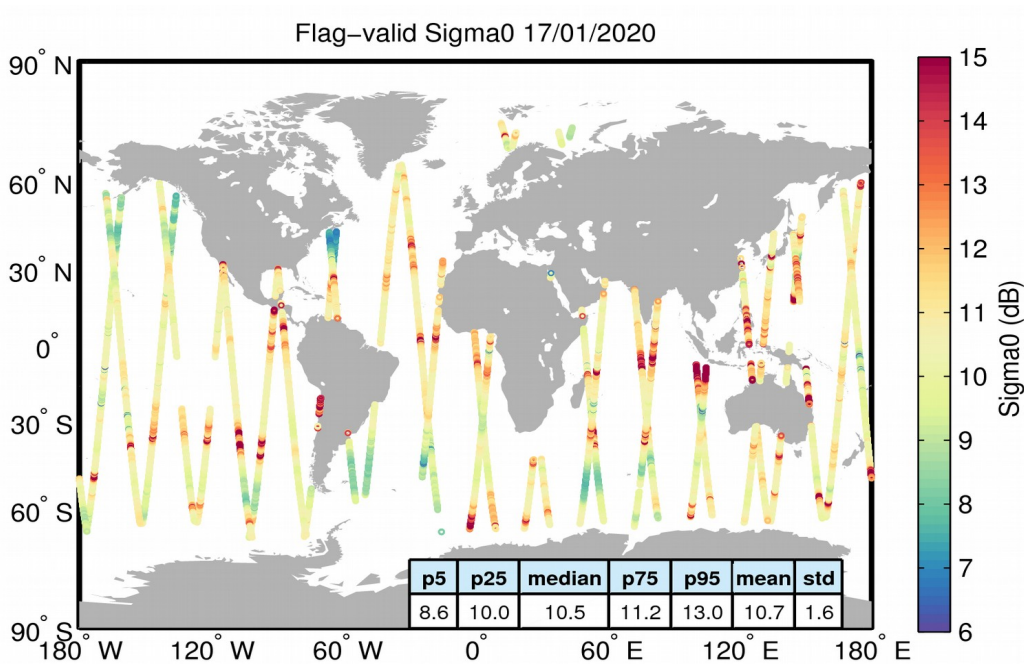 Flag−valid Sigma0 17/01/2020
90° N
60° N
30° N
0°
30° S
60° S
90° S
180° W 120° W 60° W 0° 60° E 120° E 180° E
15
14
13
12
11
10
9
8
7
6
Sigma0 (dB)
p5 p25 median p75 p95 mean std
8.6 10.0 10.5 11.2 13.0 10.7 1.6